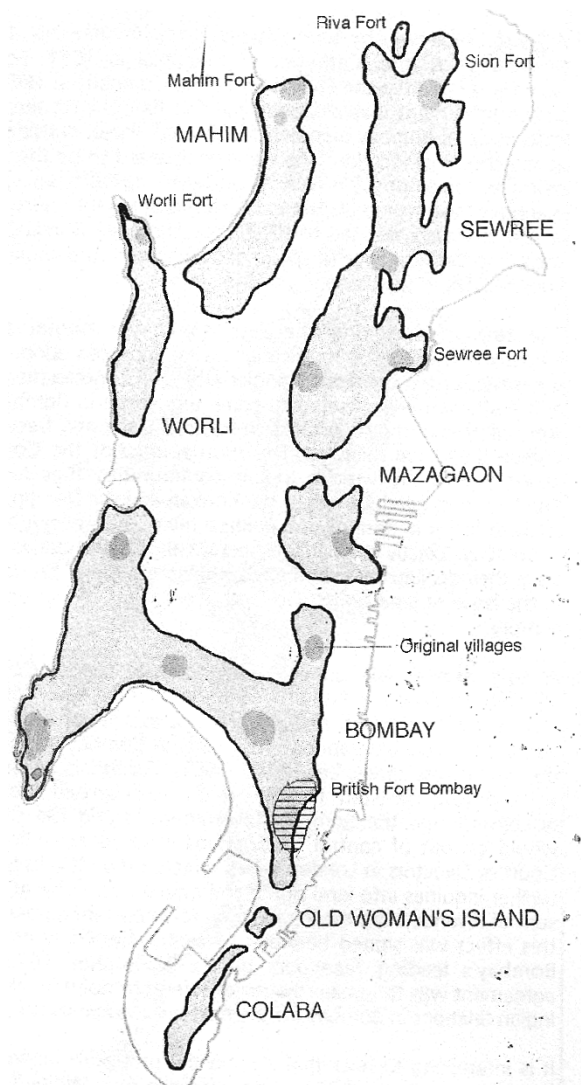 Riva Fort
Sion Fort
Mahim Fort
MAHIM
Worli Fort
SEWREE
Sewree Fort
WORLI
MAZAGAON
Original villages
BOMBAY
British Fort Bombay
OLD WOMAN'S ISLAND
COLABA